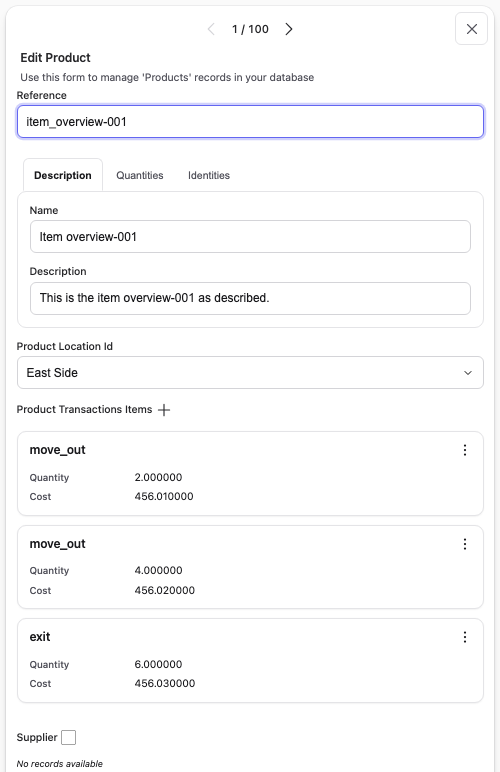 1 / 100
Edit Product
Use this form to manage 'Products' records in your database
Reference
item_overview-001
Description Quantities Identities
Name
Item overview-001
Description
This is the item overview-001 as described.
Product Location Id
East Side
Product Transactions Items
move_out
Quantity 2.000000
Cost 456.010000
move_out
Quantity 4.000000
Cost 456.020000
exit
Quantity 6.000000
Cost 456.030000
Supplier
No records available